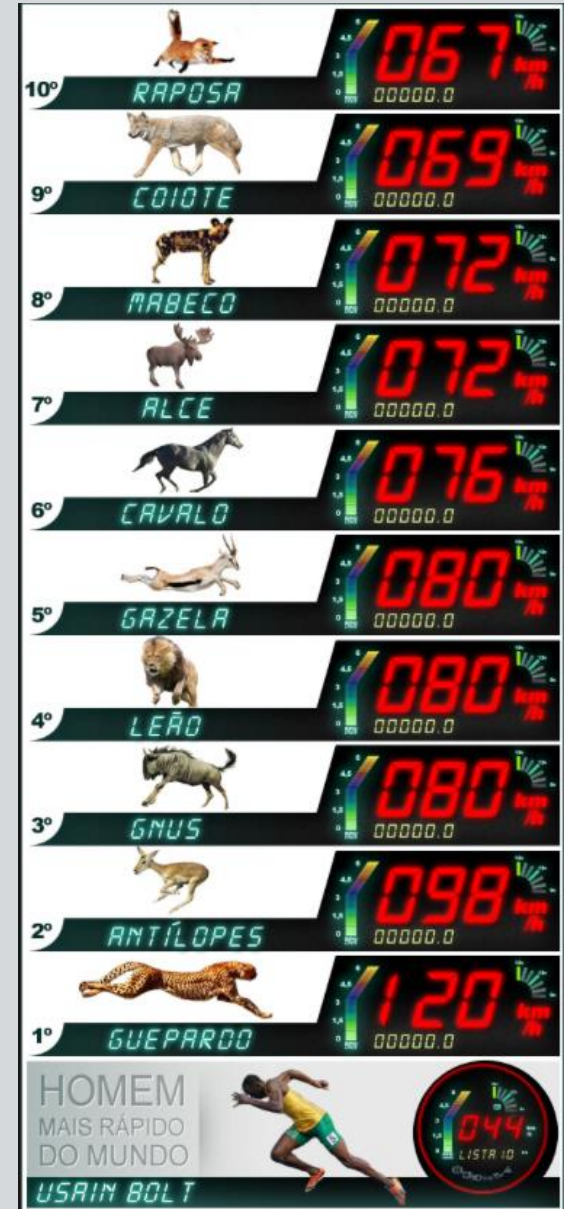 067 km/h
10º RAPOSA 00000.0
069 km/h
9º COIOTE 00000.0
072 km/h
8º MABECO 00000.0
072 km/h
7º ALCE 00000.0
076 km/h
6º CAVALO 00000.0
080 km/h
5º GAZELA 00000.0
080 km/h
4º LEÃO 00000.0
080 km/h
3º GNUS 00000.0
098 km/h
2º ANTÍLOPES 00000.0
120 km/h
1º GUEPARDO 00000.0
HOMEM
MAIS RÁPIDO
DO MUNDO
044
LISTA10
USAIN BOLT